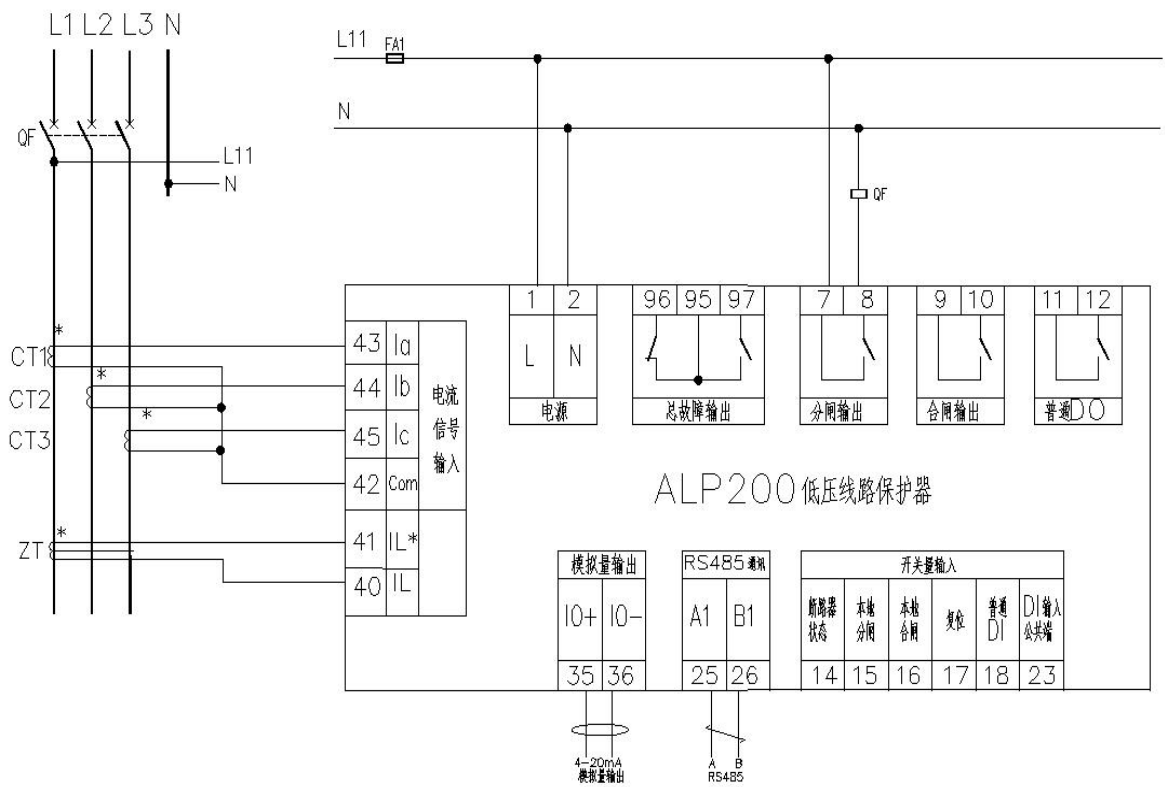 L1 L2 L3 N
L11 FA1
N
QF
L11
N
QF
1 2
96 95 97
7 8
9 10
11 12
L N
电源
总故障输出
分闸输出
合闸输出
普通DO
*
CT1
*
CT2
*
CT3
*
ZT
43 Ia
44 Ib
45 Ic
42 Com
41 IL*
40 IL
电流
信号
输入
ALP200低压线路保护器
模拟量输出
IO+ IO-
35 36
4-20mA
模拟量输出
RS485通讯
A1 B1
25 26
A B
RS485
开关量输入
断路器
状态
本地
分闸
本地
合闸
复位
普通
DI
DI输入
公共端
14 15 16 17 18 23